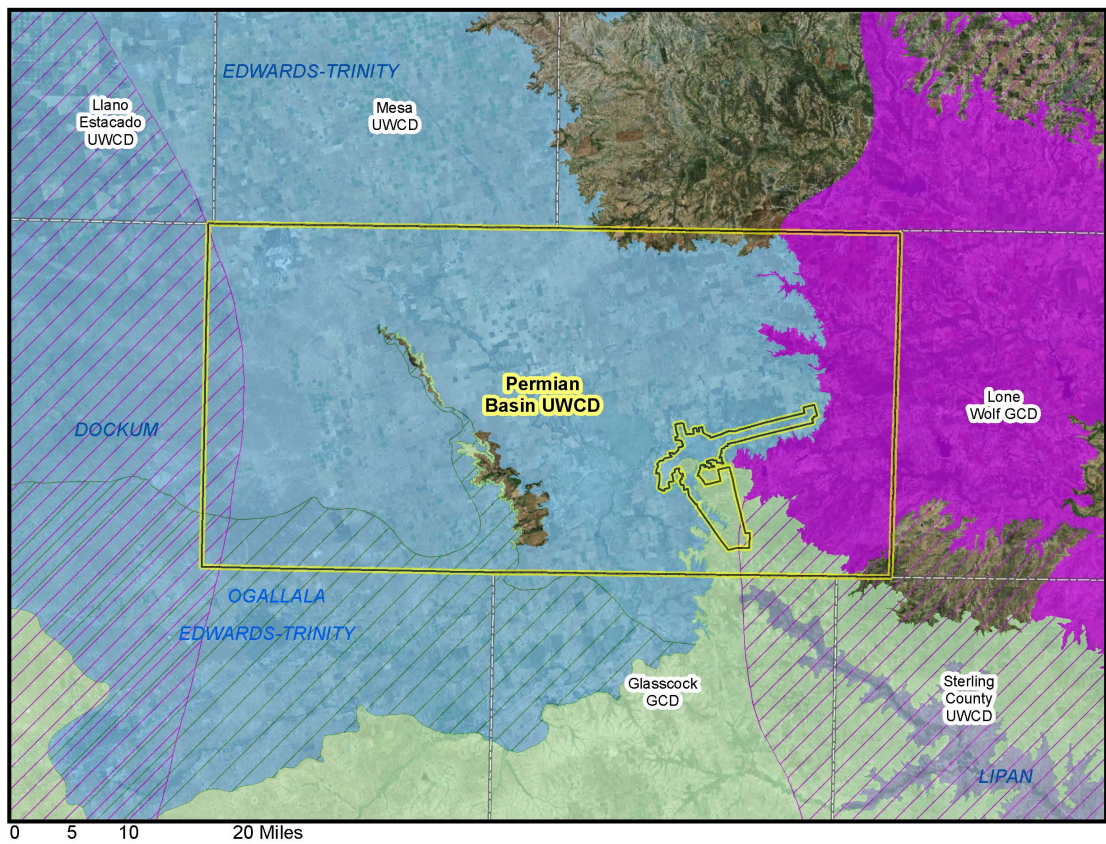 EDWARDS-TRINITY
Llano
Estacado
UWCD
Mesa
UWCD
Permian
Basin UWCD
Lone
Wolf GCD
DOCKUM
OGALLALA
EDWARDS-TRINITY
Glasscock
GCD
Sterling
County
UWCD
LIPAN
0 5 10 20 Miles